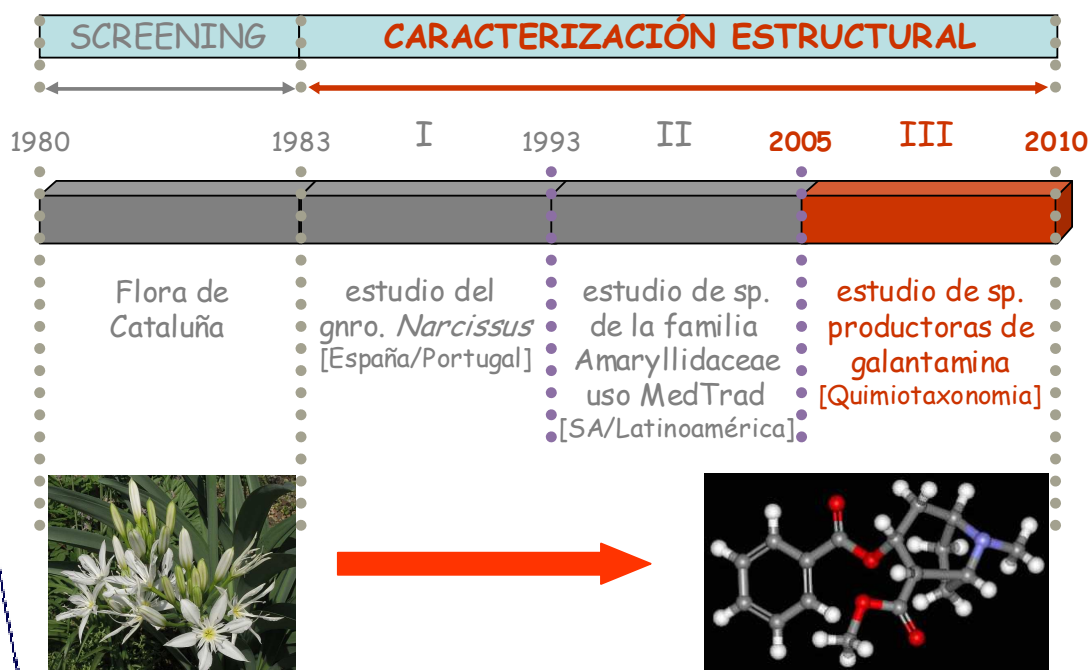 SCREENING
CARACTERIZACIÓN ESTRUCTURAL
1980
1983
I
1993
II
2005
III
2010
Flora de
Cataluña
estudio del
gnro. Narcissus
[España/Portugal]
estudio de sp.
de la familia
Amaryllidaceae
uso MedTrad
[SA/Latinoamérica]
estudio de sp.
productoras de
galantamina
[Quimiotaxonomia]